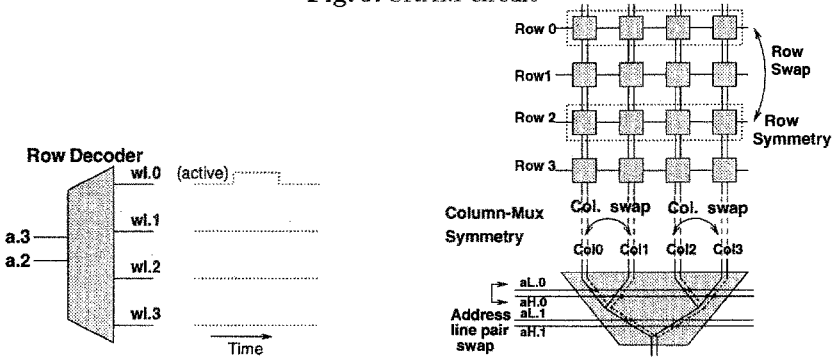 Row Decoder
wl.0 (active)
wl.1
a.3
a.2
wl.2
wl.3
Time
Row 0
Row1
Row 2
Row 3
Row
Swap
Row
Symmetry
Column-Mux
Symmetry
Col. swap
Col. swap
Col0
Col1
Col2
Col3
aL.0
aH.0
aL.1
aH.1
Address
line pair
swap